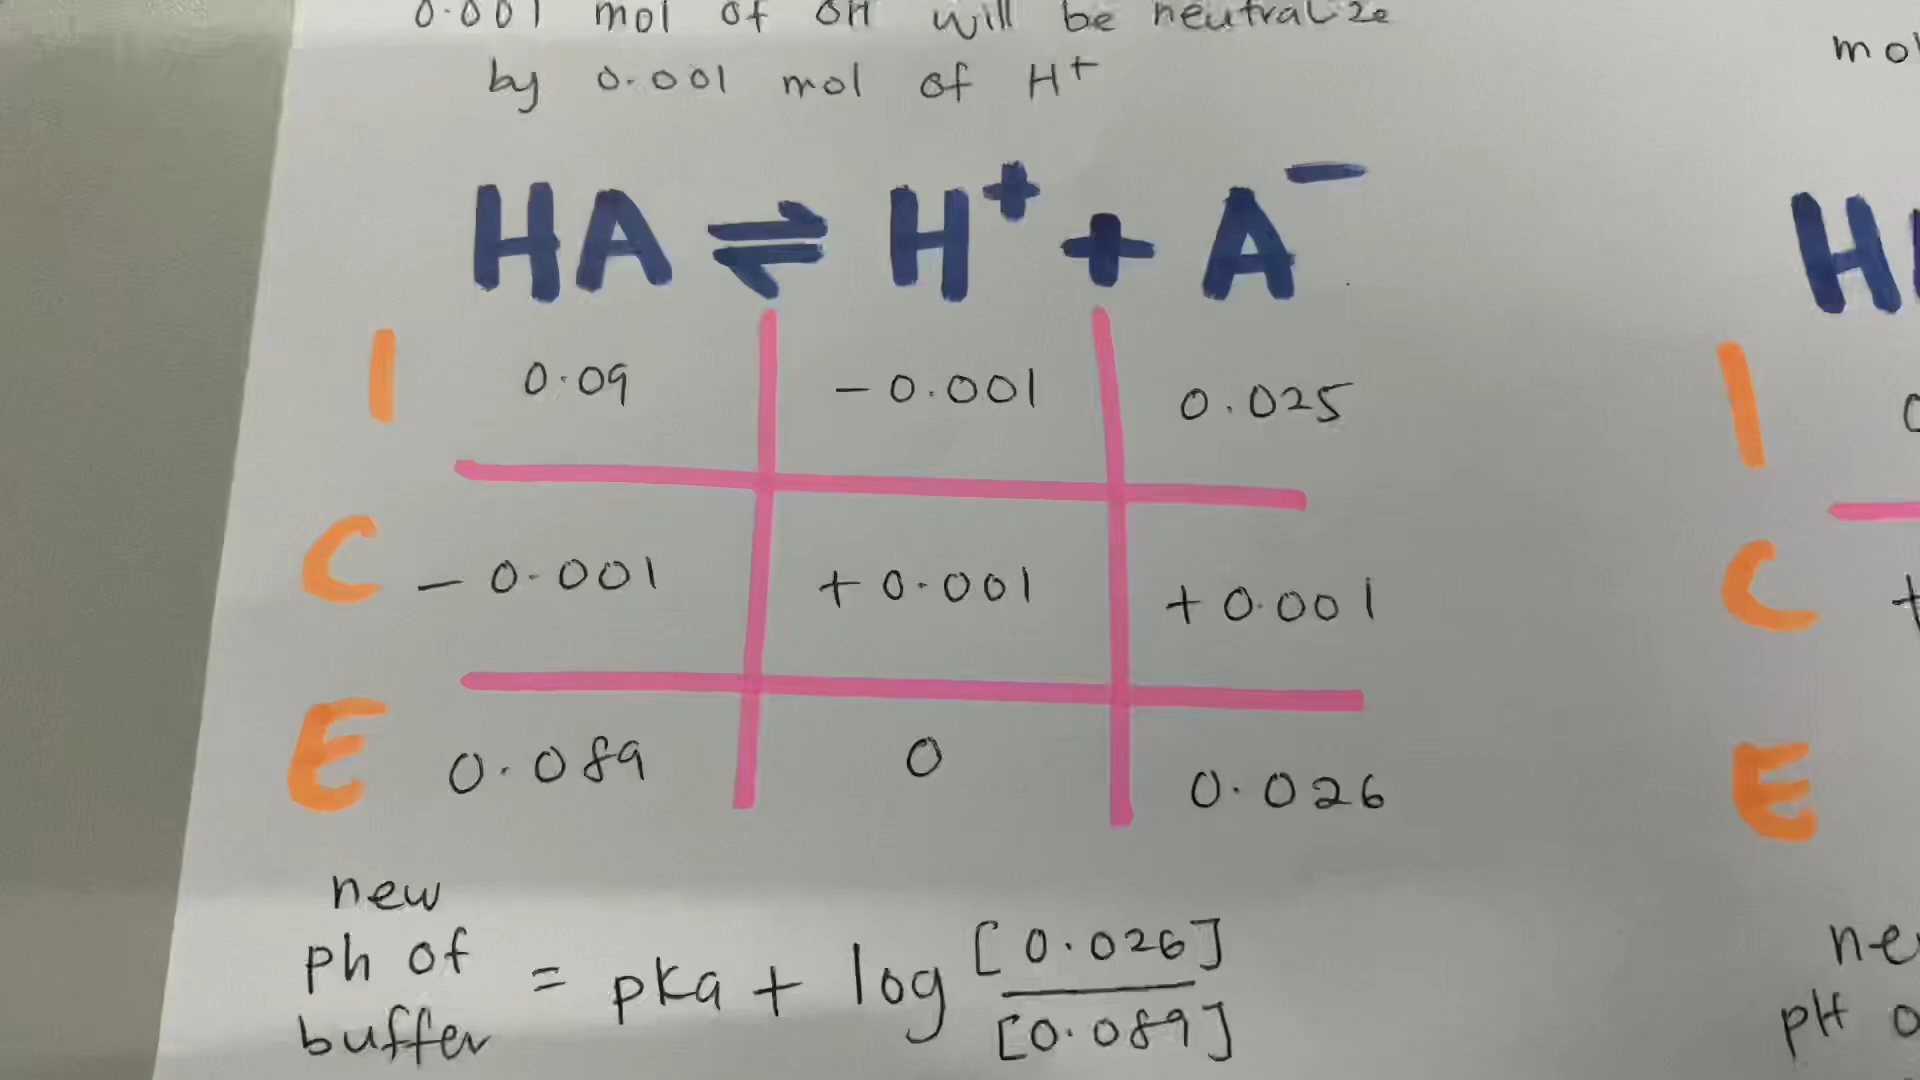 0.001 mol of OH will be neutralize
by 0.001 mol of H+
HA ⇌ H+ + A−
I 0.09 − 0.001 0.025
C − 0.001 + 0.001 + 0.001
E 0.089 0 0.026
new
ph of
buffer = pka + log [0.026]
[0.089]
mol
I
C +
E
pH